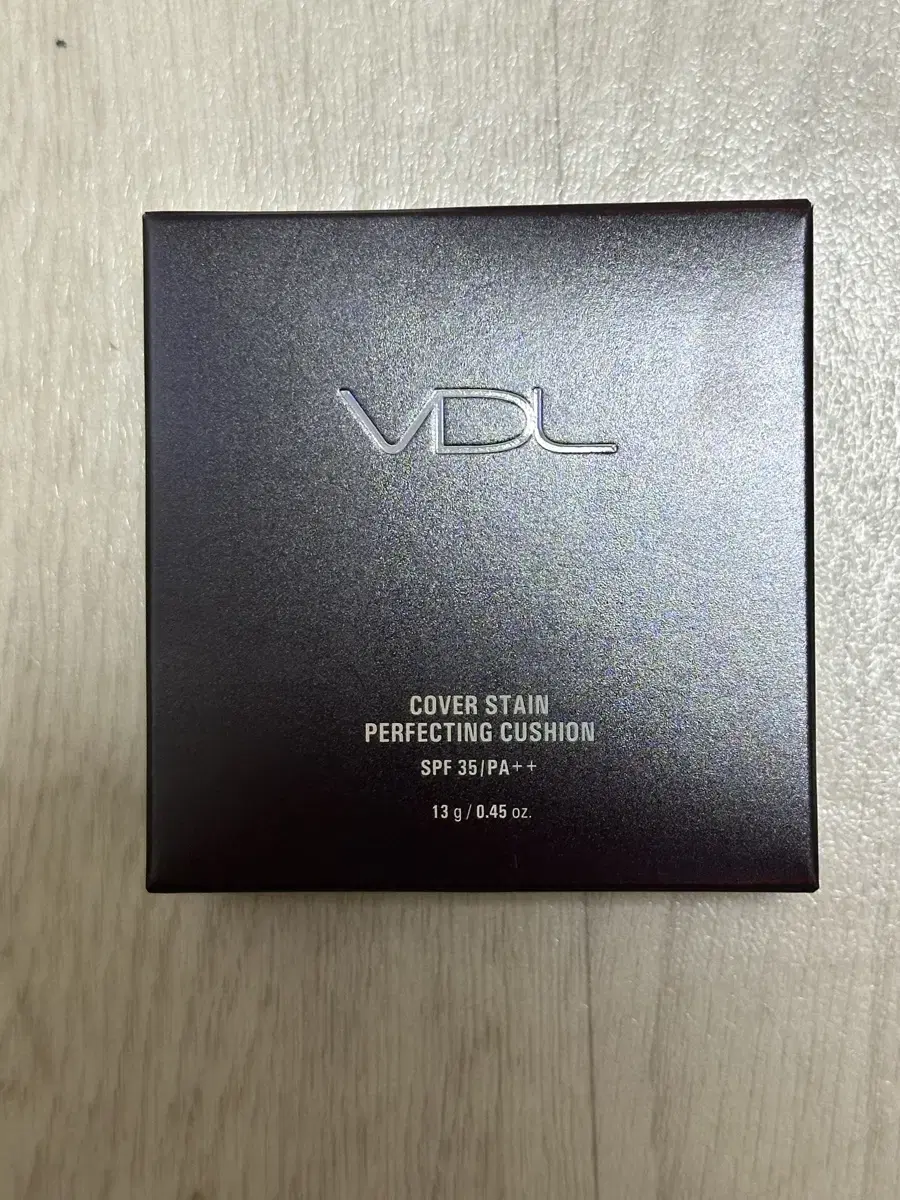 VDL
COVER STAIN
PERFECTING CUSHION
SPF 35/PA++
13 g / 0.45 oz.